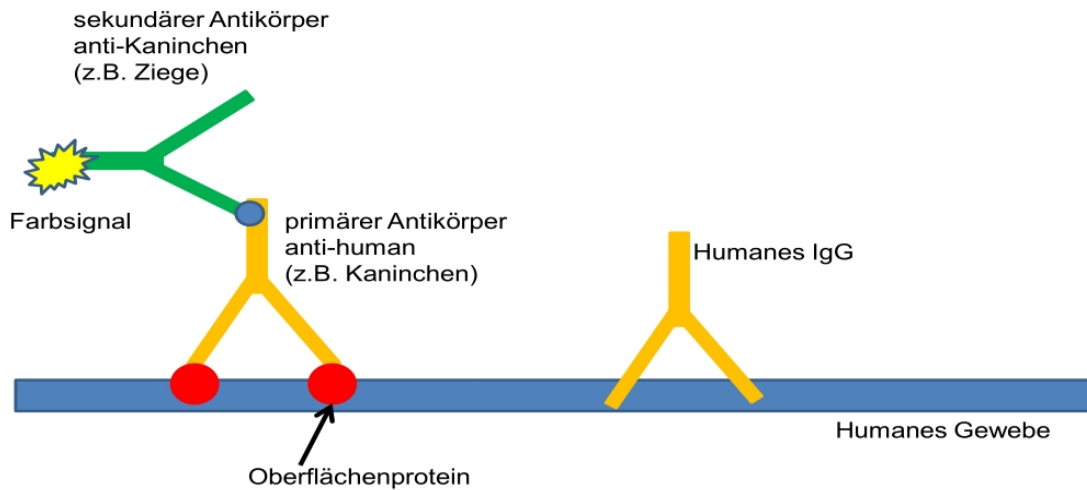 sekundärer Antikörper
anti-Kaninchen
(z.B. Ziege)
Farbsignal
primärer Antikörper
anti-human
(z.B. Kaninchen)
Humanes IgG
Humanes Gewebe
Oberflächenprotein